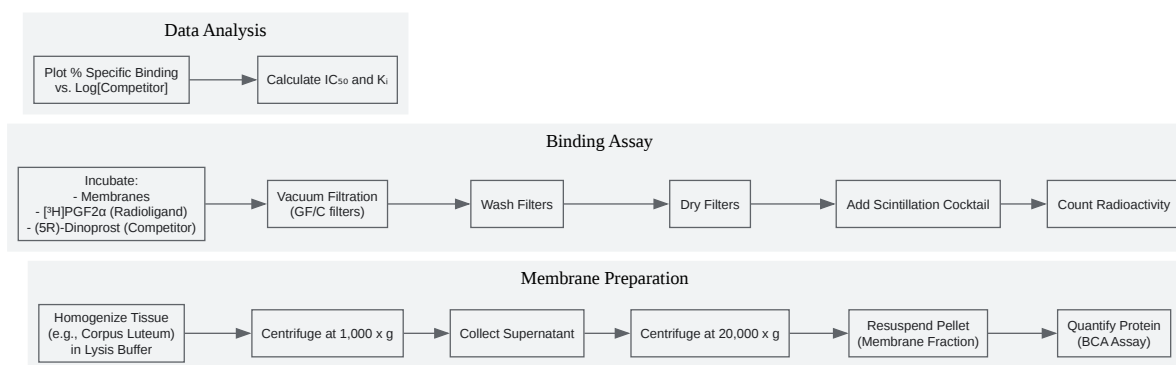 Data Analysis
Plot % Specific Binding
vs. Log[Competitor]
Calculate IC₅₀ and Kᵢ
Binding Assay
Incubate:
- Membranes
- [³H]PGF2α (Radioligand)
- (5R)-Dinoprost (Competitor)
Vacuum Filtration
(GF/C filters)
Wash Filters
Dry Filters
Add Scintillation Cocktail
Count Radioactivity
Membrane Preparation
Homogenize Tissue
(e.g., Corpus Luteum)
in Lysis Buffer
Centrifuge at 1,000 x g
Collect Supernatant
Centrifuge at 20,000 x g
Resuspend Pellet
(Membrane Fraction)
Quantify Protein
(BCA Assay)